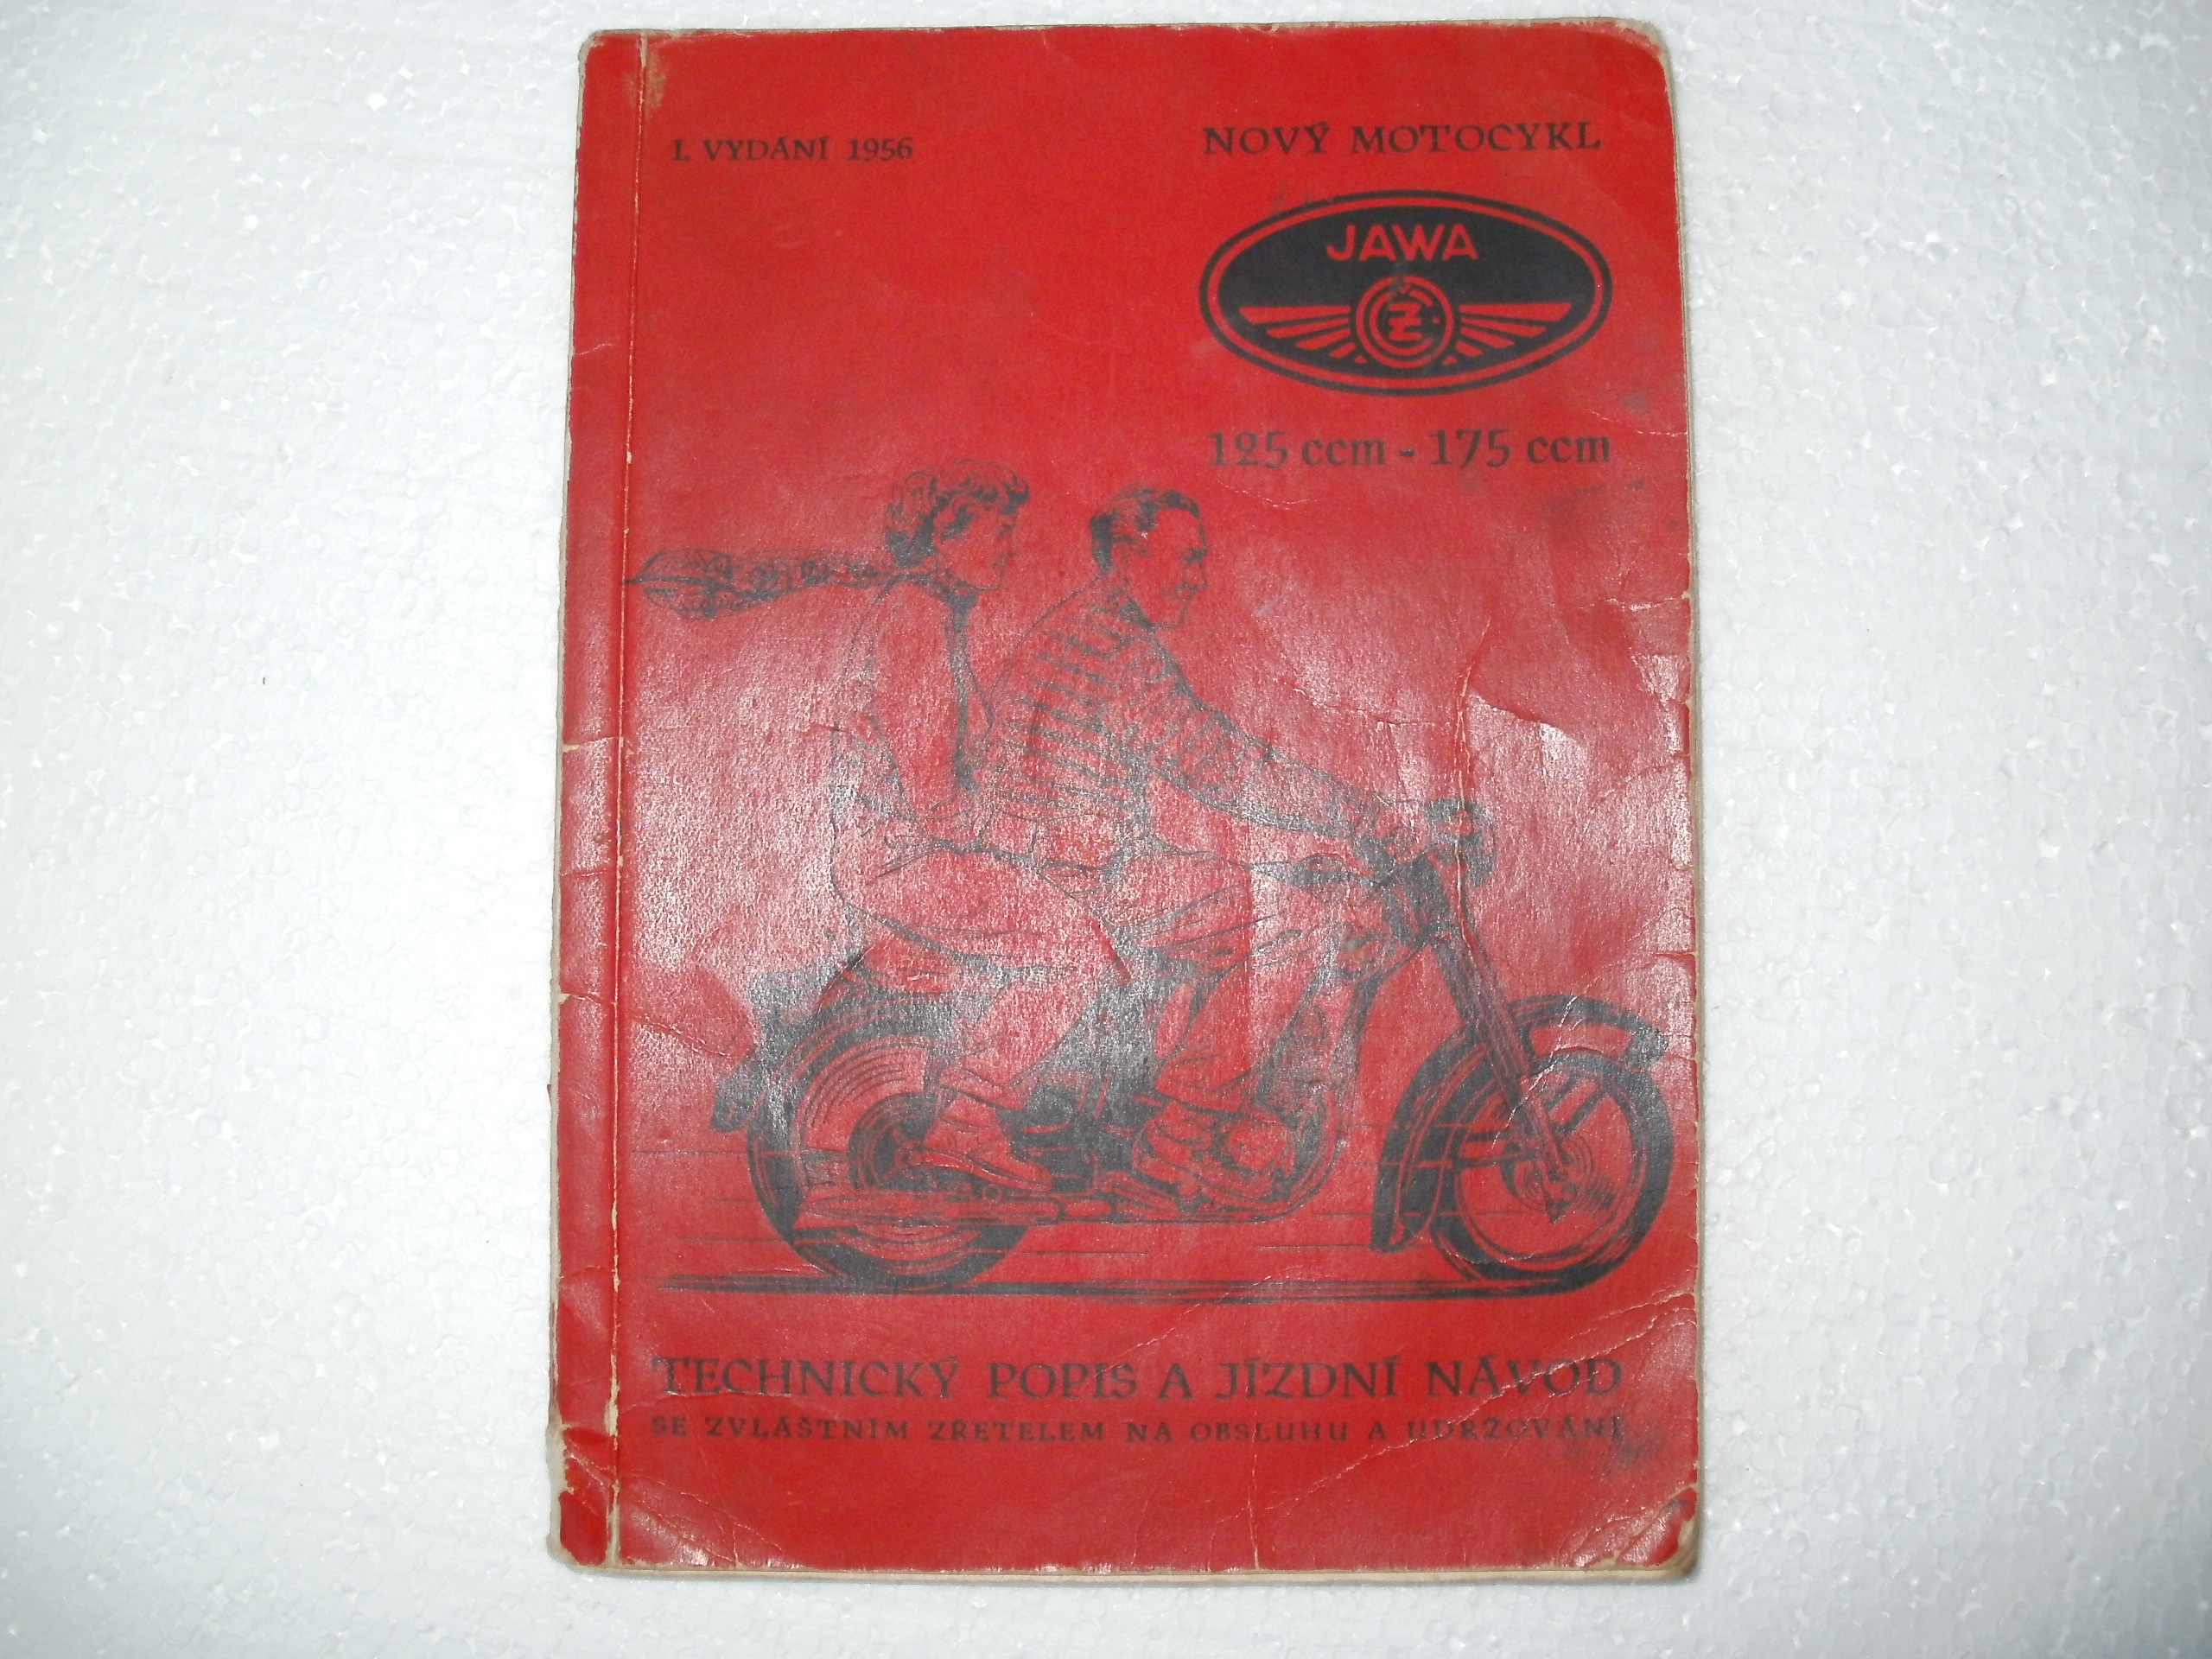 I. VYDÁNÍ 1956
NOVÝ MOTOCYKL
JAWA
ČZ
125 ccm - 175 ccm
TECHNICKÝ POPIS A JÍZDNÍ NÁVOD
SE ZVLÁŠTNÍM ZŘETELEM NA OBSLUHU A UDRŽOVÁNÍ